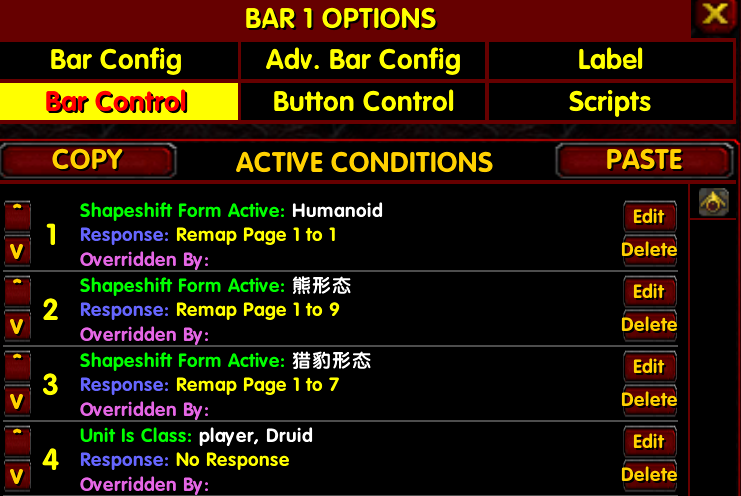 BAR 1 OPTIONS
X
Bar Config
Adv. Bar Config
Label
Bar Control
Button Control
Scripts
COPY
ACTIVE CONDITIONS
PASTE
1
Shapeshift Form Active: Humanoid
Response: Remap Page 1 to 1
Overridden By:
Edit
Delete
V
2
Shapeshift Form Active: 熊形态
Response: Remap Page 1 to 9
Overridden By:
Edit
Delete
V
3
Shapeshift Form Active: 猎豹形态
Response: Remap Page 1 to 7
Overridden By:
Edit
Delete
V
4
Unit Is Class: player, Druid
Response: No Response
Overridden By:
Edit
Delete
V